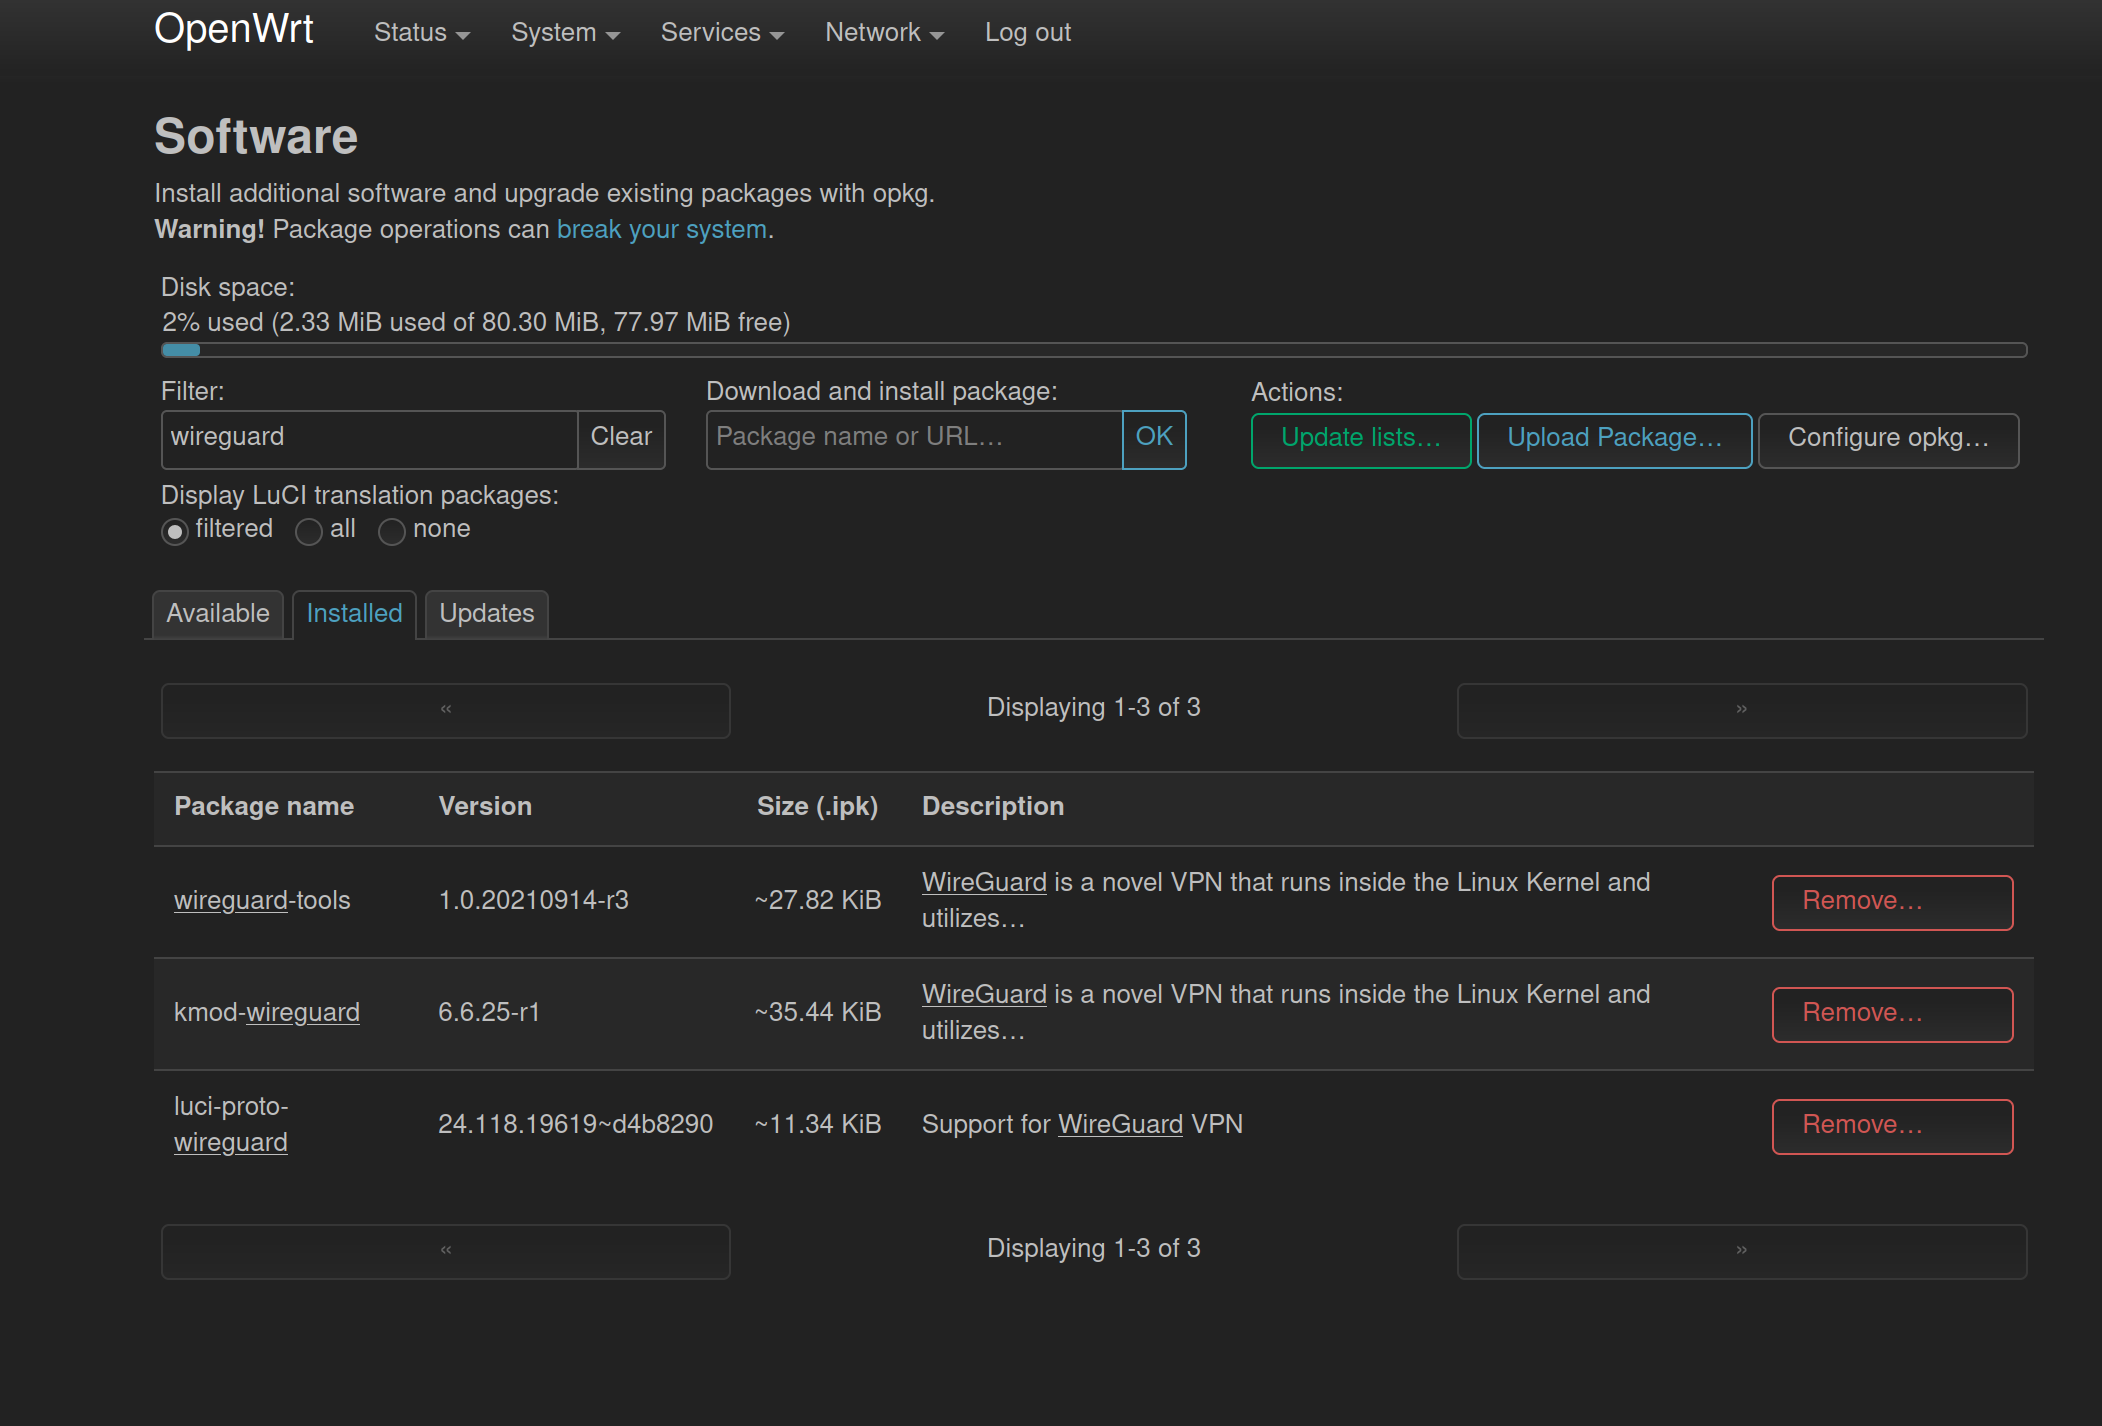 OpenWrt Status System Services Network Log out
Software
Install additional software and upgrade existing packages with opkg.
Warning! Package operations can break your system.
Disk space:
2% used (2.33 MiB used of 80.30 MiB, 77.97 MiB free)
Filter: Download and install package: Actions:
wireguard Clear Package name or URL... OK Update lists... Upload Package... Configure opkg...
Display LuCI translation packages:
filtered all none
Available Installed Updates
« Displaying 1-3 of 3 »
Package name Version Size (.ipk) Description
wireguard-tools 1.0.20210914-r3 ~27.82 KiB WireGuard is a novel VPN that runs inside the Linux Kernel and
utilizes... Remove...
kmod-wireguard 6.6.25-r1 ~35.44 KiB WireGuard is a novel VPN that runs inside the Linux Kernel and
utilizes... Remove...
luci-proto-
wireguard 24.118.19619~d4b8290 ~11.34 KiB Support for WireGuard VPN Remove...
« Displaying 1-3 of 3 »